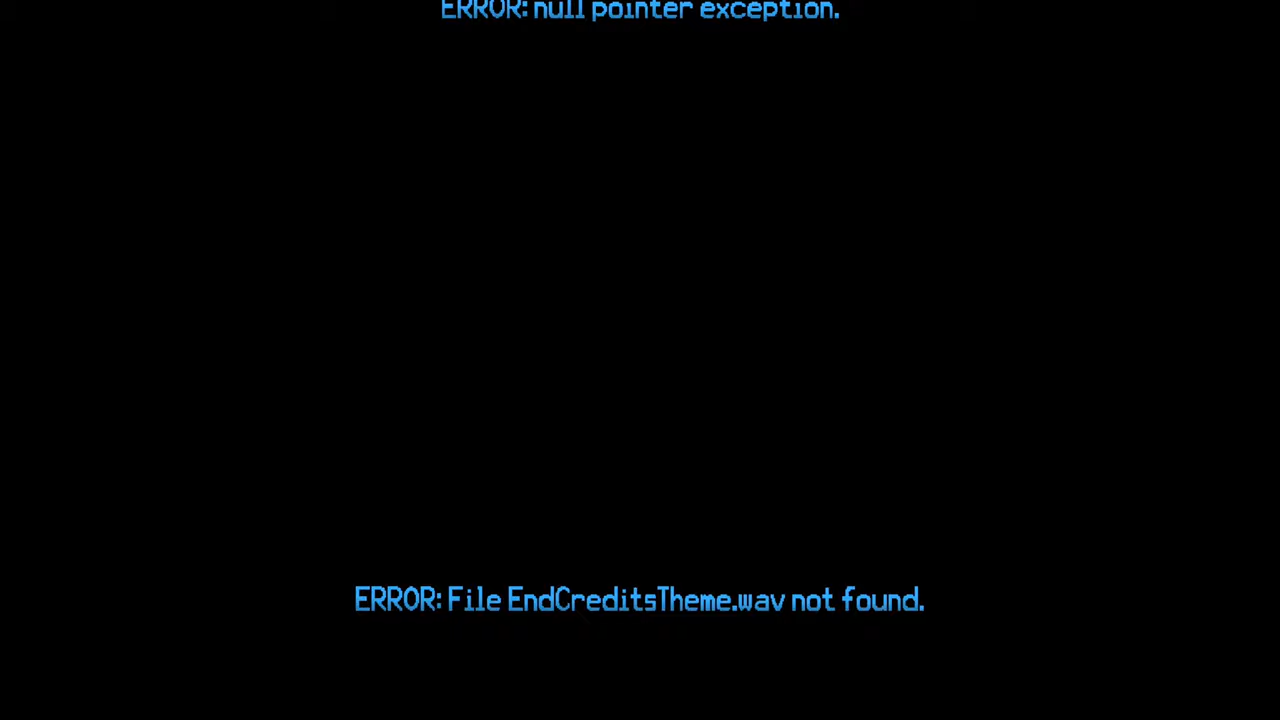 ERROR: null pointer exception.
ERROR: File EndCreditsTheme.wav not found.